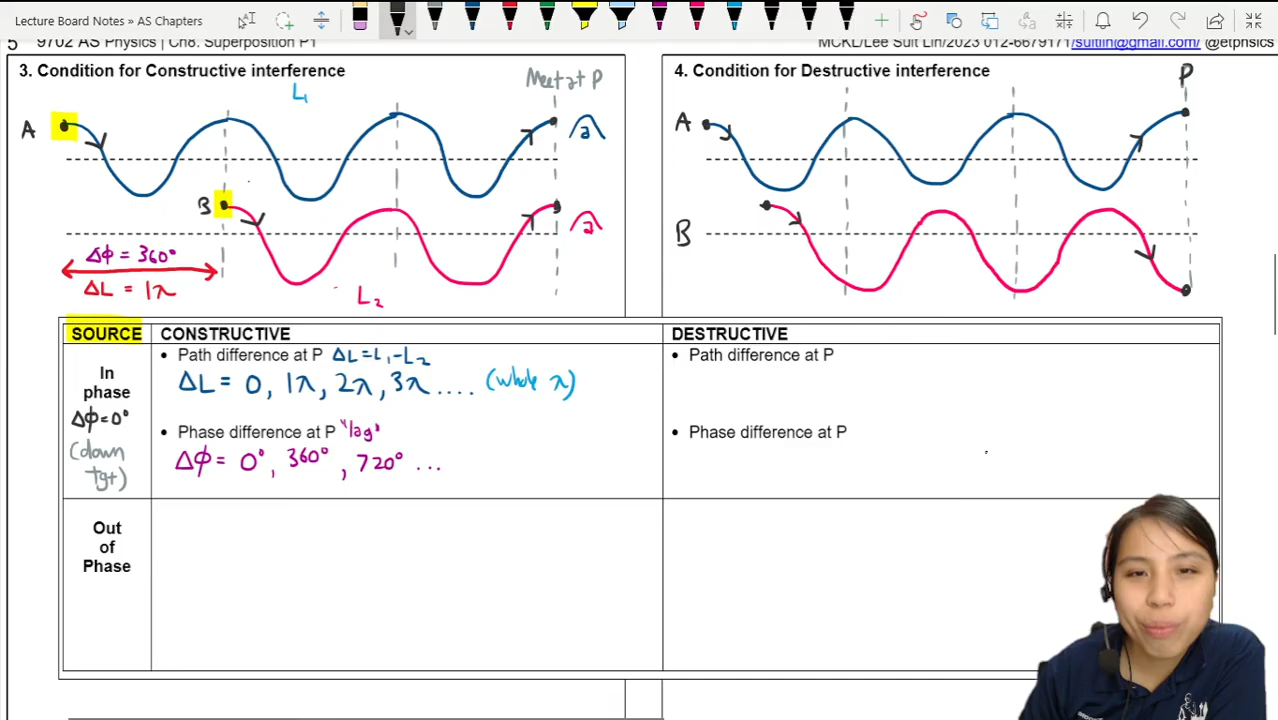 Lecture Board Notes » AS Chapters
5 9702 AS Physics | Ch8. Superposition P1
MCKL/Lee Suit Lin/2023 012-6679171/suitlin@gmail.com/ @etphsics
3. Condition for Constructive interference
L₁
Meet at P
A
2
B
2
Δϕ = 360°
ΔL = 1λ
L₂
4. Condition for Destructive interference
P
A
B
SOURCE
CONSTRUCTIVE
DESTRUCTIVE
In
phase
Δϕ=0°
(down
tgt)
• Path difference at P ΔL=L₁-L₂
ΔL = 0, 1λ, 2λ, 3λ .... (whole λ)
• Phase difference at P "lag"
Δϕ = 0°, 360°, 720° ...
• Path difference at P
• Phase difference at P
Out
of
Phase